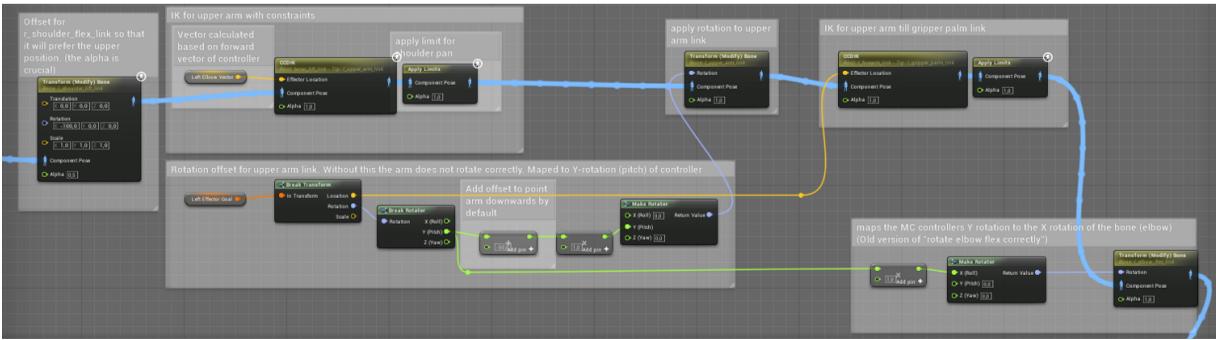 Offset for
r_shoulder_flex_link so that
it will prefer the upper
position. (the alpha is
crucial)
Transform (Modify) Bone
Translation
X 0,0 Y 0,0 Z 0,0
Rotation
X -100,0 Y 0,0 Z 0,0
Scale
X 1,0 Y 1,0 Z 1,0
Component Pose
Alpha 0,5
IK for upper arm with constraints
Vector calculated
based on forward
vector of controller
Left Elbow Vector
CCDIK
Effector Location
Component Pose
Alpha 1,0
apply limit for
shoulder pan
Apply Limits
Component Pose
Alpha 1,0
apply rotation to upper
arm link
Transform (Modify) Bone
Rotation
Component Pose
Alpha 1,0
IK for upper arm till gripper palm link
CCDIK
Effector Location
Component Pose
Alpha 1,0
Apply Limits
Component Pose
Alpha 1,0
Rotation offset for upper arm link. Without this the arm does not rotate correctly. Maped to Y-rotation (pitch) of controller
Left Effector Goal
Break Transform
In Transform Location
Rotation
Scale
Break Rotator
Rotation X (Roll)
Y (Pitch)
Z (Yaw)
Add offset to point
arm downwards by
default
Add pin +
1,0 Add pin +
Make Rotator
X (Roll) 0,0 Return Value
Y (Pitch)
Z (Yaw) 0,0
maps the MC controllers Y rotation to the X rotation of the bone (elbow)
(Old version of "rotate elbow flex correctly")
1,0 Add pin +
Make Rotator
X (Roll) Return Value
Y (Pitch) 0,0
Z (Yaw) 0,0
Transform (Modify) Bone
Rotation
Component Pose
Alpha 1,0